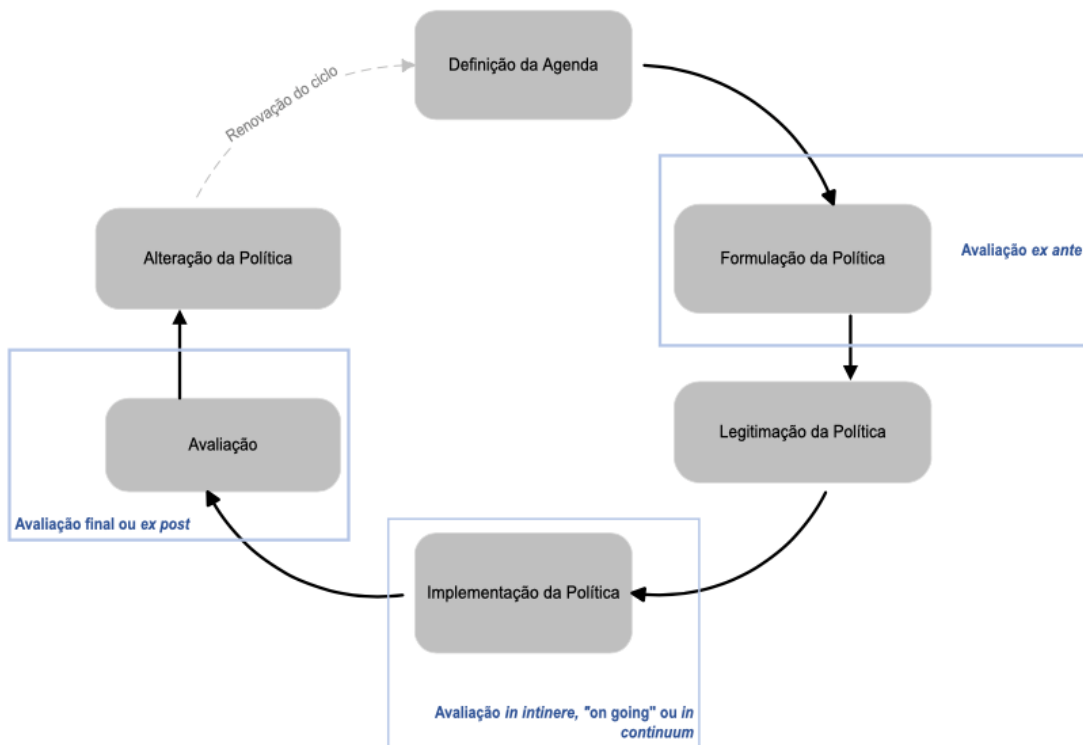 Definição da Agenda
Renovação do ciclo
Formulação da Política
Avaliação ex ante
Alteração da Política
Legitimação da Política
Avaliação
Avaliação final ou ex post
Implementação da Política
Avaliação in intinere, "on going" ou in
continuum